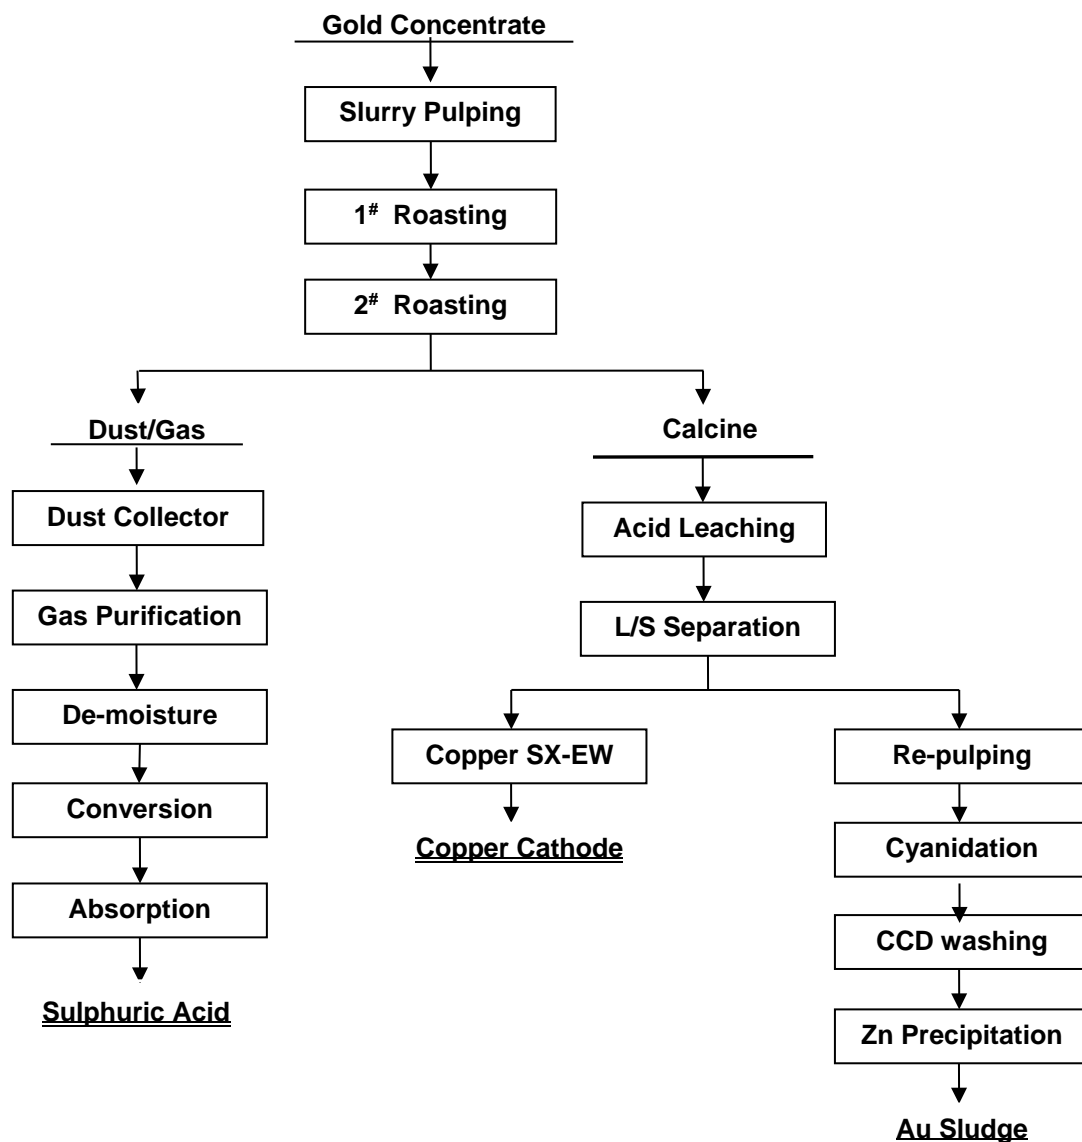 Gold Concentrate
Slurry Pulping
1# Roasting
2# Roasting
Dust/Gas
Calcine
Dust Collector
Acid Leaching
Gas Purification
L/S Separation
De-moisture
Copper SX-EW
Re-pulping
Conversion
Copper Cathode
Cyanidation
Absorption
CCD washing
Sulphuric Acid
Zn Precipitation
Au Sludge